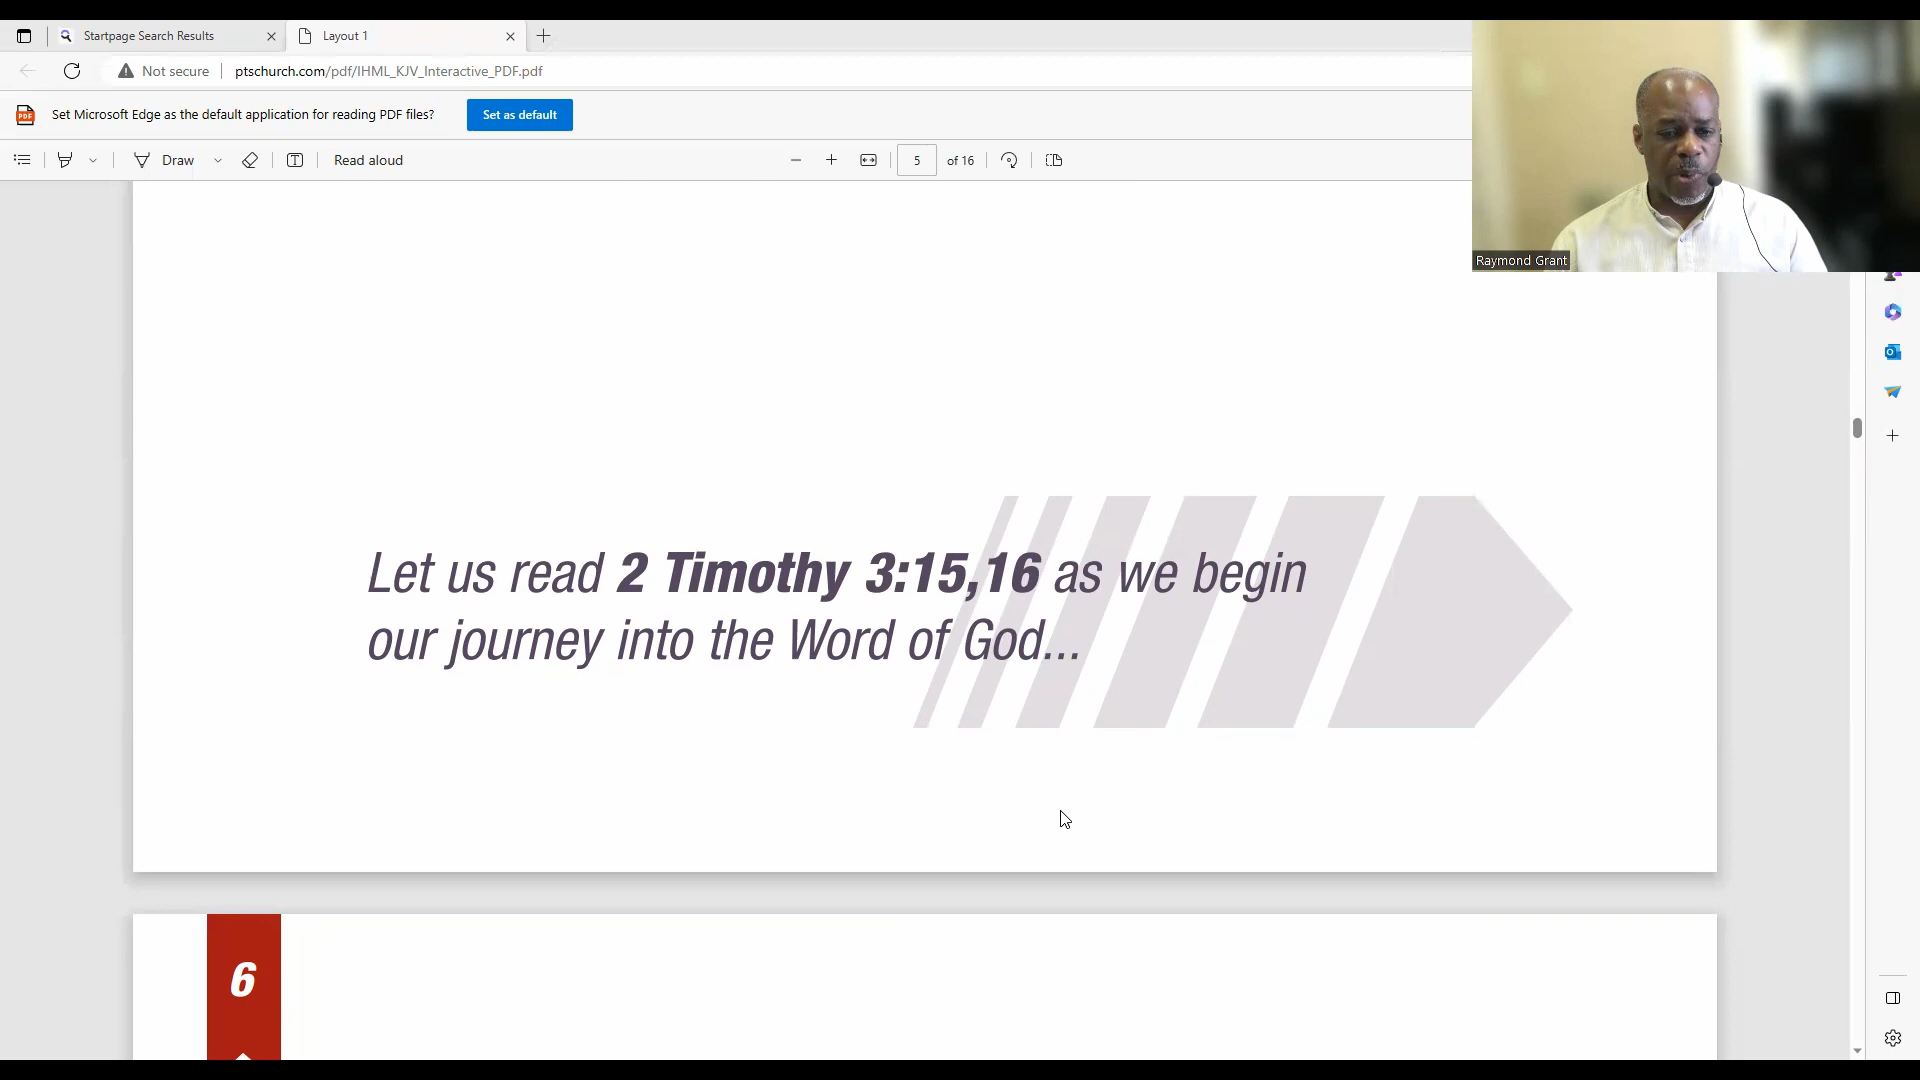 Startpage Search Results
Layout 1
Not secure
ptschurch.com/pdf/IHML_KJV_Interactive_PDF.pdf
Set Microsoft Edge as the default application for reading PDF files?
Set as default
Draw
Read aloud
5
of 16
Raymond Grant
Let us read 2 Timothy 3:15,16 as we begin
our journey into the Word of God...
6